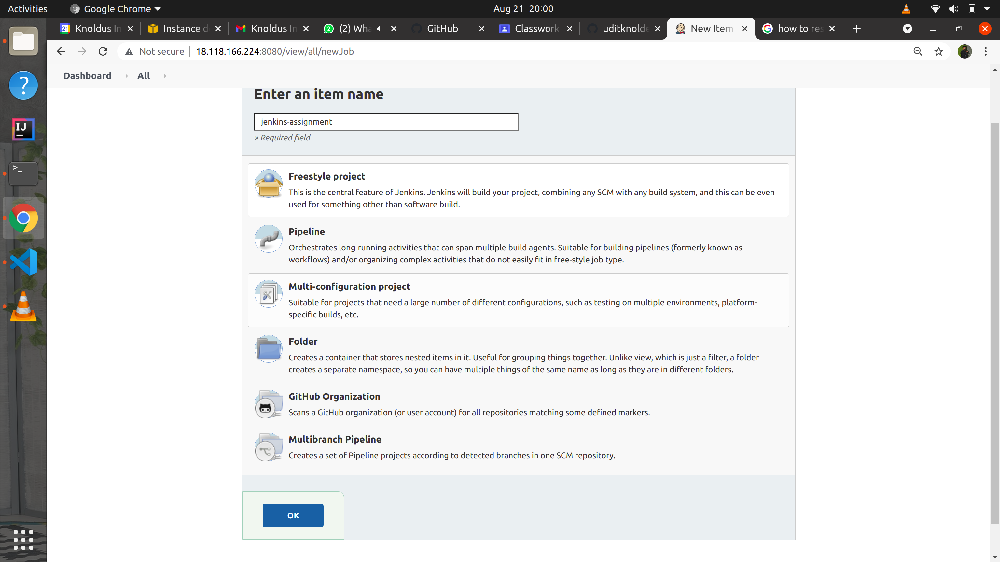 Activities
Google Chrome
Aug 21 20:00
21
Knoldus In
Instance d
Knoldus In
2
(2) Wha
GitHub
Classwork
uditknolde
New Item
how to res
Not secure
18.118.166.224:8080/view/all/newJob
Dashboard
All
Enter an item name
jenkins-assignment
» Required field
Freestyle project
This is the central feature of Jenkins. Jenkins will build your project, combining any SCM with any build system, and this can be even
used for something other than software build.
Pipeline
Orchestrates long-running activities that can span multiple build agents. Suitable for building pipelines (formerly known as
workflows) and/or organizing complex activities that do not easily fit in free-style job type.
Multi-configuration project
Suitable for projects that need a large number of different configurations, such as testing on multiple environments, platform-
specific builds, etc.
Folder
Creates a container that stores nested items in it. Useful for grouping things together. Unlike view, which is just a filter, a folder
creates a separate namespace, so you can have multiple things of the same name as long as they are in different folders.
GitHub Organization
Scans a GitHub organization (or user account) for all repositories matching some defined markers.
Multibranch Pipeline
Creates a set of Pipeline projects according to detected branches in one SCM repository.
OK
?
IJ
>_